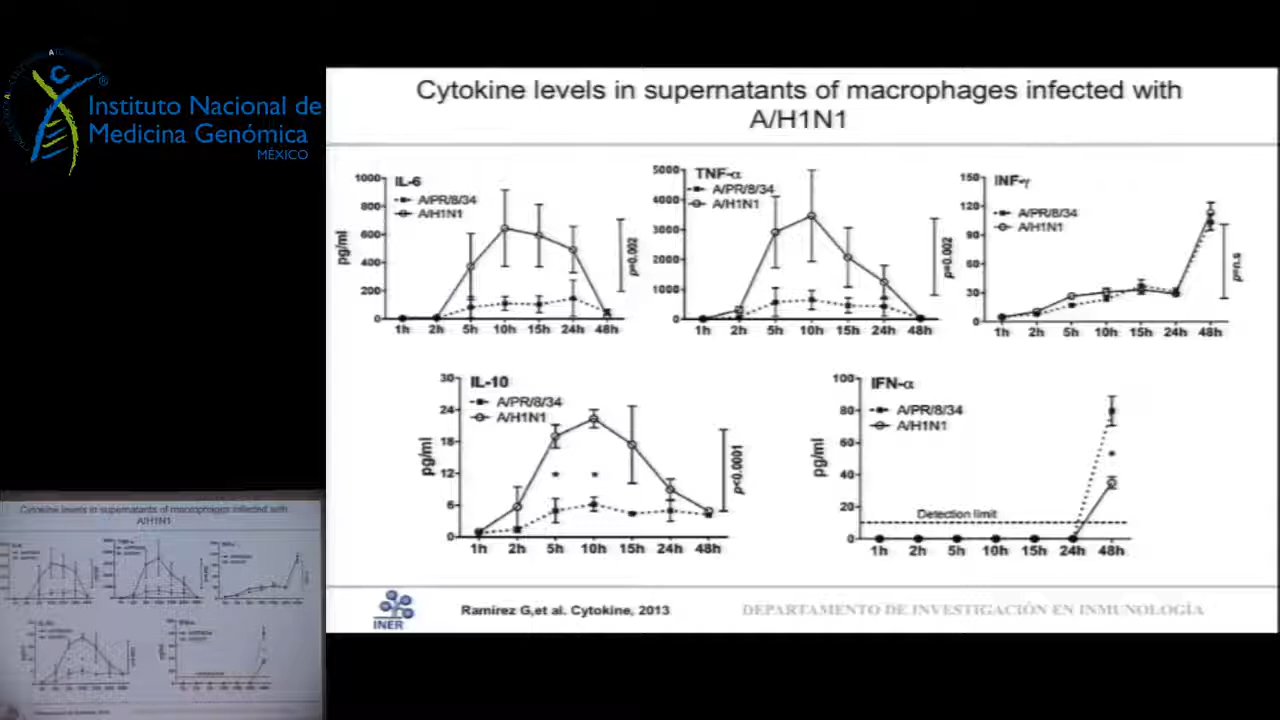 Instituto Nacional de
Medicina Genómica
MÉXICO
Cytokine levels in supernatants of macrophages infected with
A/H1N1
IL-6
A/PR/8/34
A/H1N1
pg/ml
1000
800
600
400
200
0
1h 2h 5h 10h 15h 24h 48h
p=0.002
TNF-α
A/PR/8/34
A/H1N1
5000
4000
3000
2000
1000
0
1h 2h 5h 10h 15h 24h 48h
p=0.002
INF-γ
A/PR/8/34
A/H1N1
150
120
90
60
30
0
1h 2h 5h 10h 15h 24h 48h
p=n.s
IL-10
A/PR/8/34
A/H1N1
pg/ml
30
24
18
12
6
0
* *
1h 2h 5h 10h 15h 24h 48h
p<0.0001
IFN-α
A/PR/8/34
A/H1N1
pg/ml
100
80
60
40
20
0
*
Detection limit
1h 2h 5h 10h 15h 24h 48h
INER
Ramírez G,et al. Cytokine, 2013
DEPARTAMENTO DE INVESTIGACIÓN EN INMUNOLOGÍA
Cytokine levels in supernatants of macrophages infected with
A/H1N1